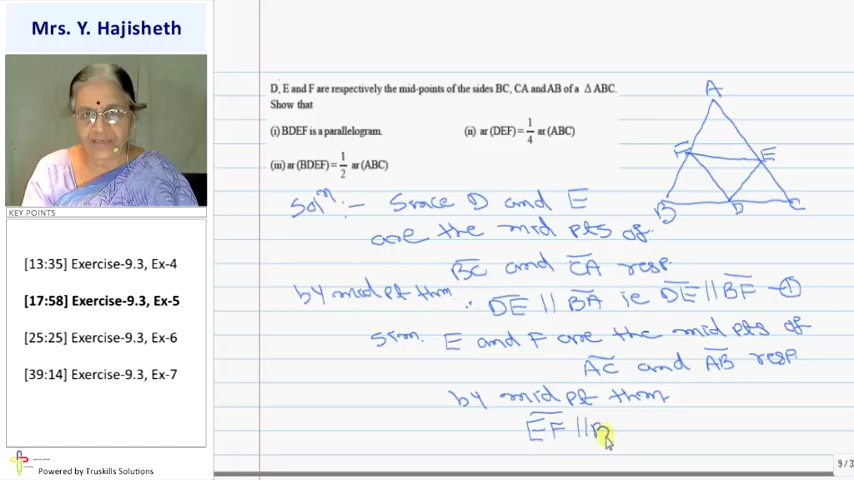 Mrs. Y. Hajisheth
KEY POINTS
[13:35] Exercise-9.3, Ex-4
[17:58] Exercise-9.3, Ex-5
[25:25] Exercise-9.3, Ex-6
[39:14] Exercise-9.3, Ex-7
Powered by Truskills Solutions
D, E and F are respectively the mid-points of the sides BC, CA and AB of a Δ ABC.
Show that
(i) BDEF is a parallelogram. (ii) ar (DEF) = 1/4 ar (ABC)
(iii) ar (BDEF) = 1/2 ar (ABC)
A
F E
B D C
Solⁿ :- Since D and E
are the mid pts of
BC and CA resp.
by mid pt thm ∴ DE || BA ie DE || BF -①
Sim. E and F are the mid pts of
AC and AB resp
by mid pt thm
EF || B
9/3